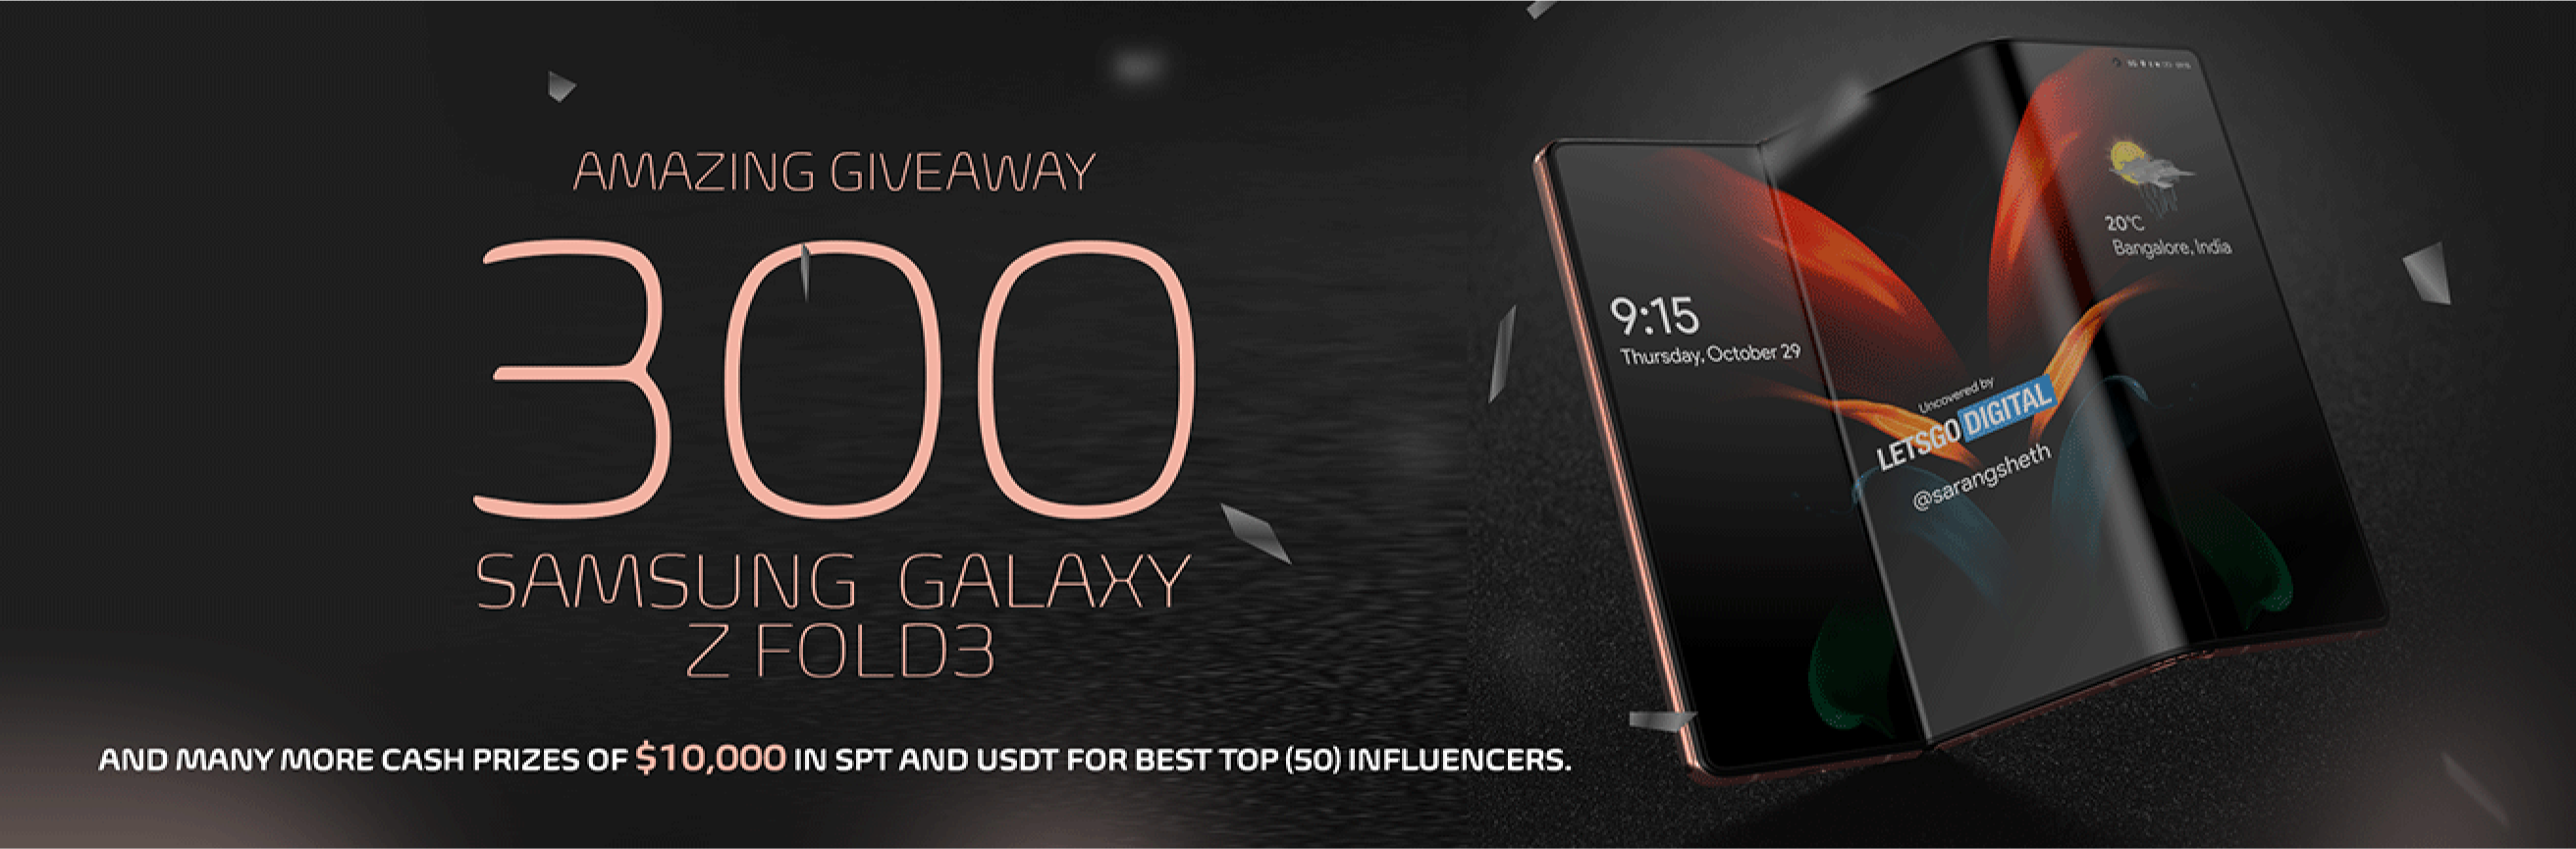 AMAZING GIVEAWAY
300
SAMSUNG GALAXY
Z FOLD3
AND MANY MORE CASH PRIZES OF $10,000 IN SPT AND USDT FOR BEST TOP (50) INFLUENCERS.
9:15
Thursday, October 29
20°C
Bangalore, India
Uncovered by
LETSGO DIGITAL
@sarangsheth